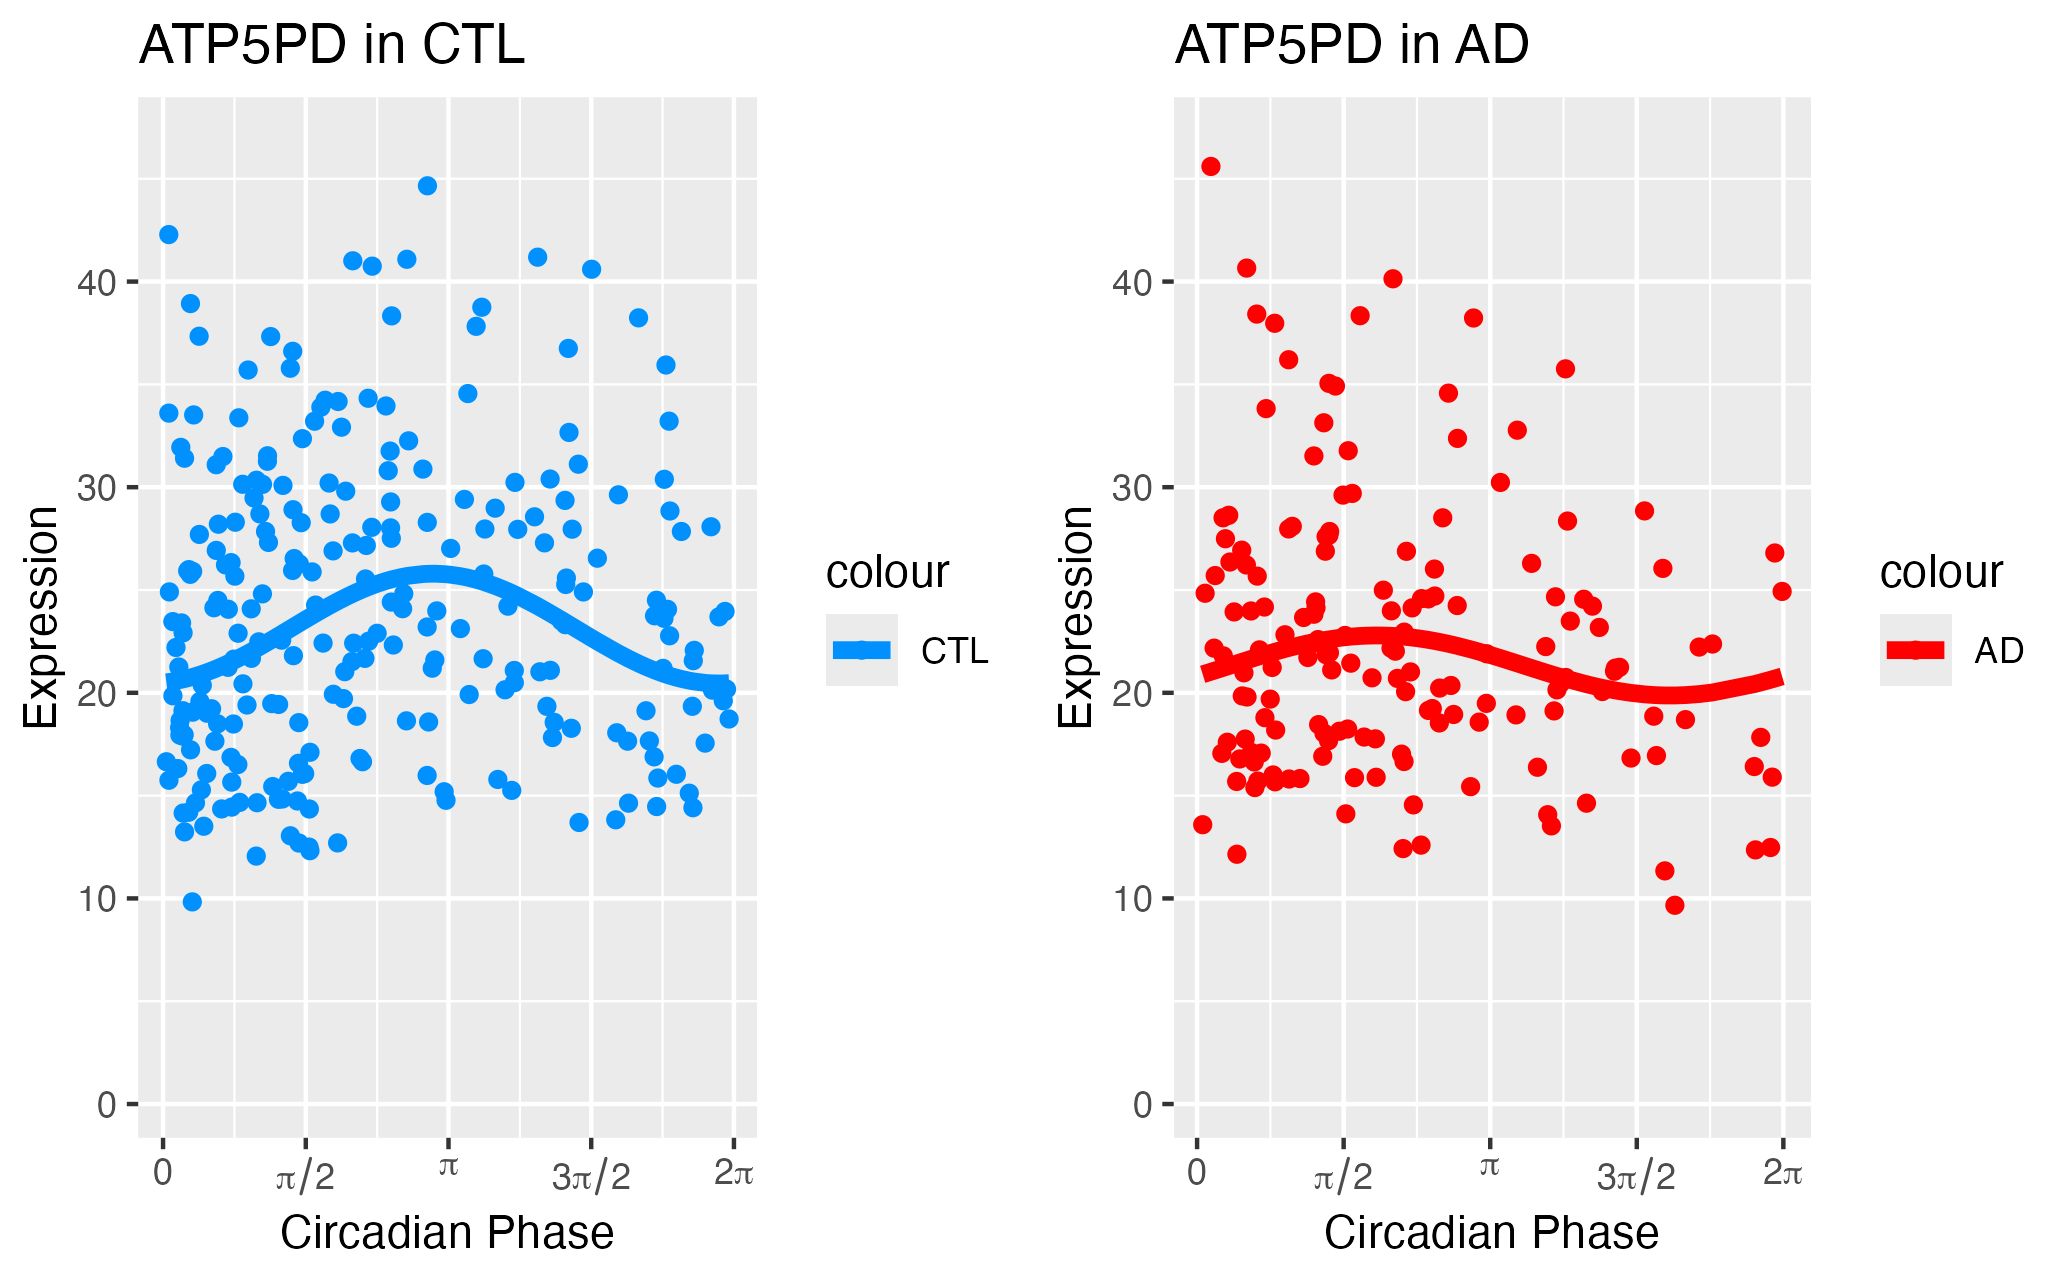 ATP5PD in CTL
Expression
40
30
20
10
0
0 π/2 π 3π/2 2π
Circadian Phase
colour
CTL
ATP5PD in AD
Expression
40
30
20
10
0
0 π/2 π 3π/2 2π
Circadian Phase
colour
AD